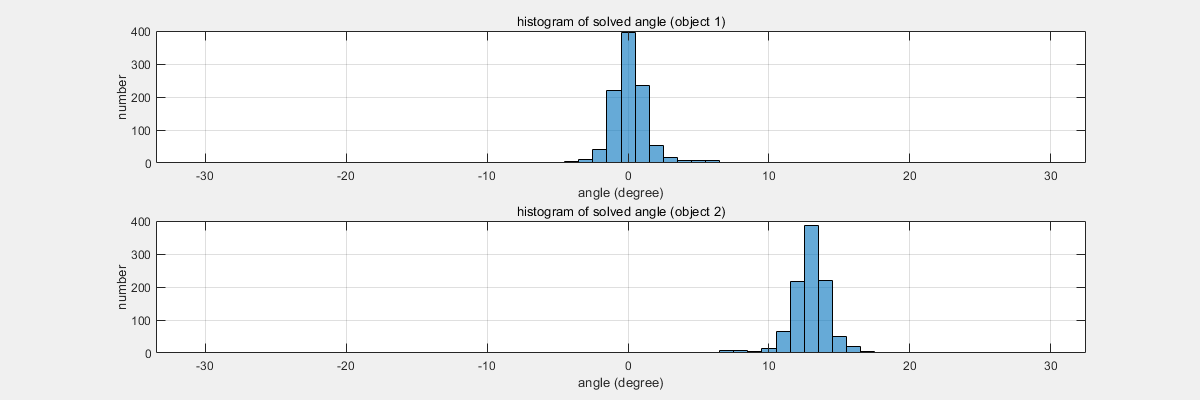 histogram of solved angle (object 1)
400
300
200
100
0
number
-30 -20 -10 0 10 20 30
angle (degree)
histogram of solved angle (object 2)
400
300
200
100
0
number
-30 -20 -10 0 10 20 30
angle (degree)